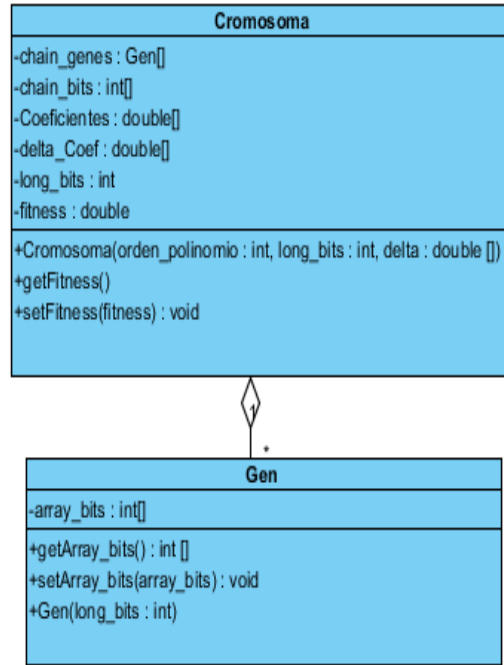 Cromosoma
-chain_genes : Gen[]
-chain_bits : int[]
-Coeficientes : double[]
-delta_Coef : double[]
-long_bits : int
-fitness : double
+Cromosoma(orden_polinomio : int, long_bits : int, delta : double [])
+getFitness()
+setFitness(fitness) : void
1
*
Gen
-array_bits : int[]
+getArray_bits() : int []
+setArray_bits(array_bits) : void
+Gen(long_bits : int)